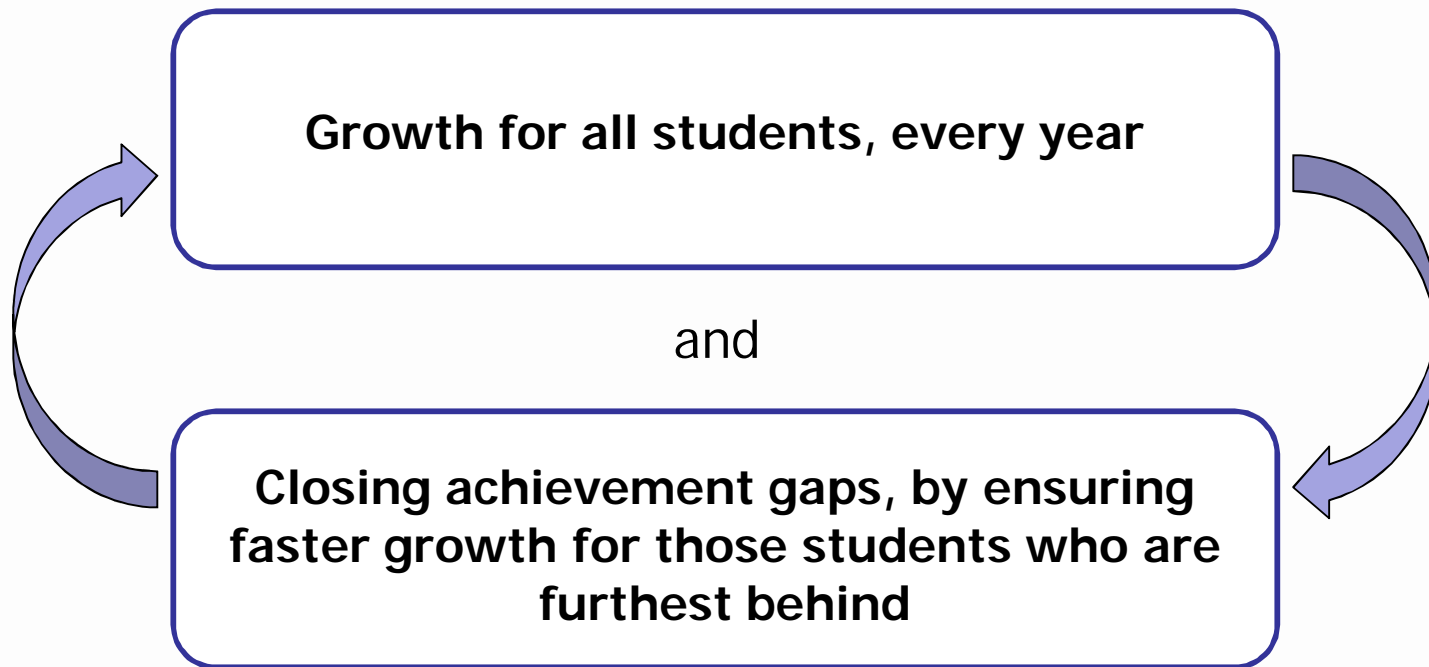 Growth for all students, every year
and
Closing achievement gaps, by ensuring
faster growth for those students who are
furthest behind